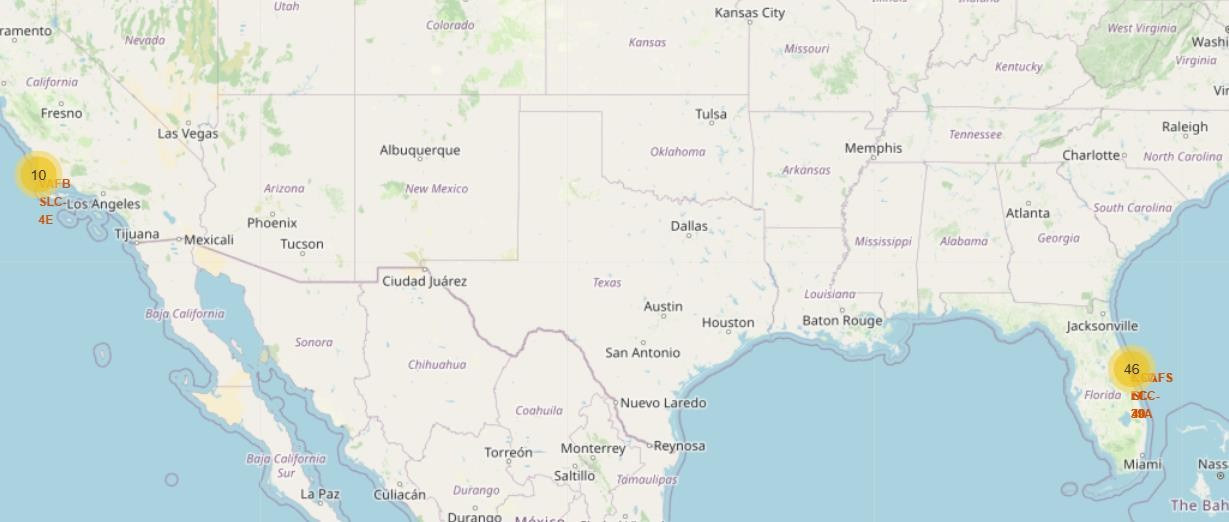 Utah
Colorado
Kansas City
Nevada
Kansas
Missouri
West Virginia
Virginia
California
Kentucky
Fresno
Las Vegas
Tulsa
Raleigh
Albuquerque
Oklahoma
Memphis
Tennessee
Charlotte
North Carolina
10
Arizona
New Mexico
Arkansas
VAFB
SLC-
4E
Los Angeles
Phoenix
Dallas
Atlanta
South Carolina
Tijuana
Mexicali
Tucson
Mississippi
Alabama
Georgia
Ciudad Juárez
Texas
Louisiana
Baja California
Austin
Houston
Baton Rouge
Jacksonville
Sonora
San Antonio
Chihuahua
46
Florida
Coahuila
Nuevo Laredo
Monterrey
Reynosa
Torreón
Baja California
Sur
Saltillo
Tamaulipas
Miami
La Paz
Culiacán
Durango
Durango
México
The Bah